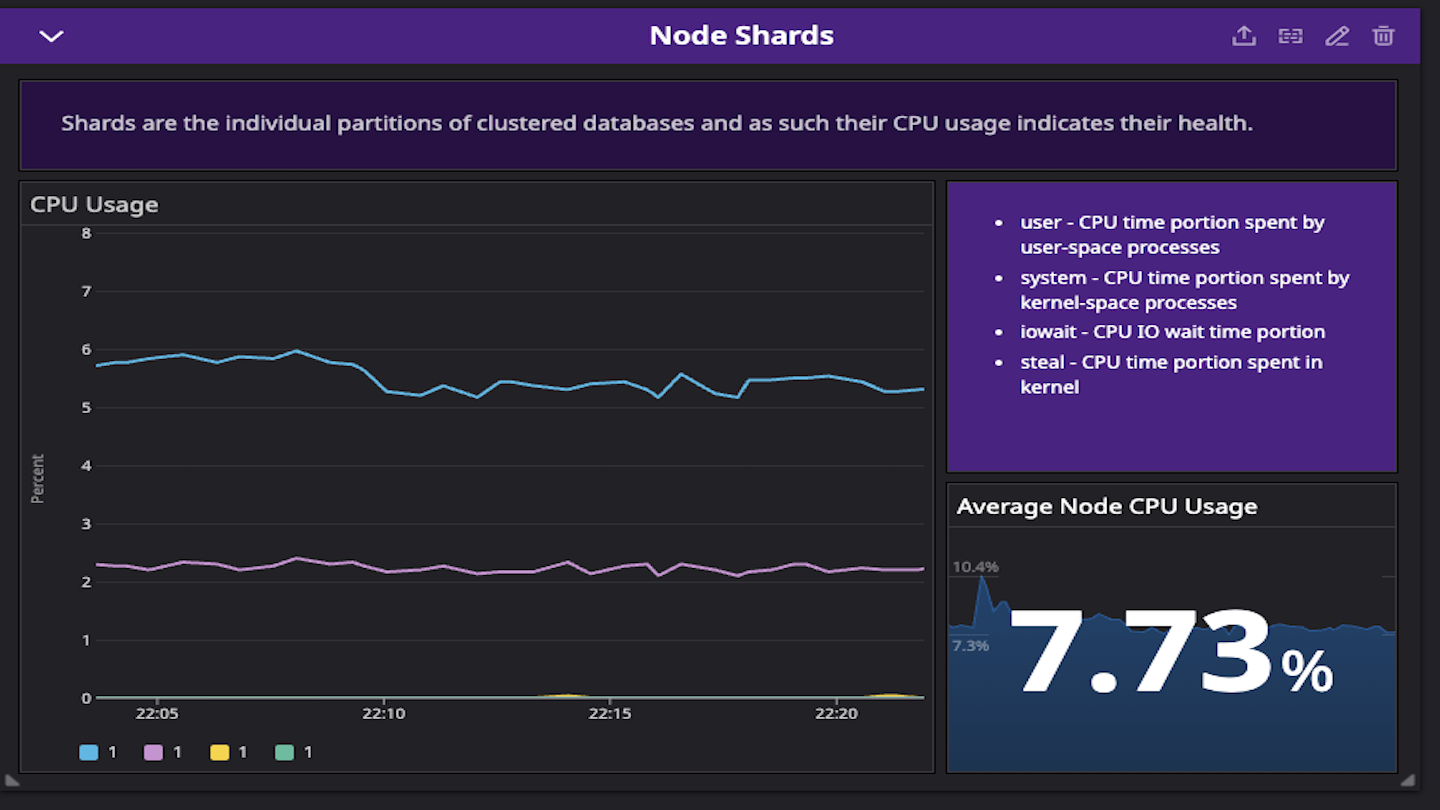 Node Shards
Shards are the individual partitions of clustered databases and as such their CPU usage indicates their health.
CPU Usage
8
7
6
5
4
3
2
1
0
Percent
22:05 22:10 22:15 22:20
1 1 1 1
• user - CPU time portion spent by
user-space processes
• system - CPU time portion spent by
kernel-space processes
• iowait - CPU IO wait time portion
• steal - CPU time portion spent in
kernel
Average Node CPU Usage
10.4%
7.3%
7.73%